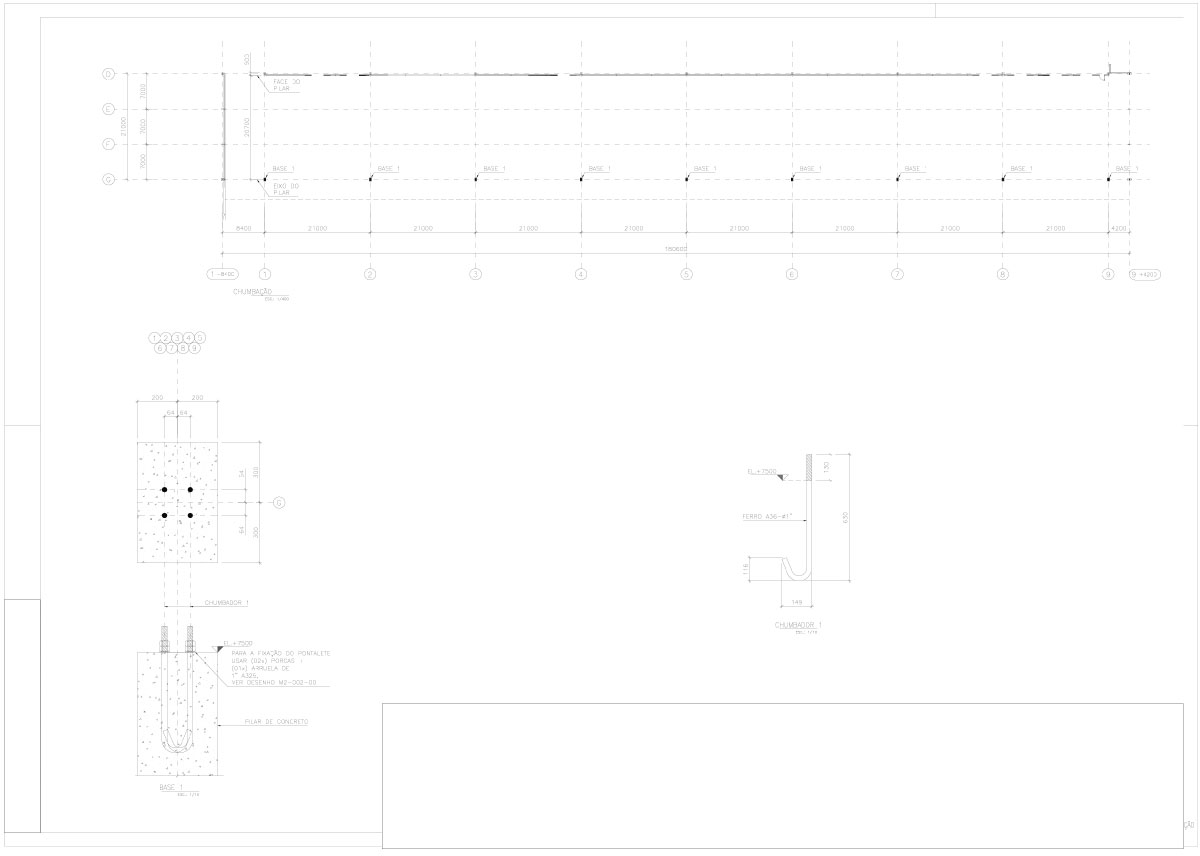 500
D
FACE DO
PILAR
7000
E
21000
7000
20700
F
7000
BASE 1 BASE 1 BASE 1 BASE 1 BASE 1 BASE 1 BASE 1 BASE 1 BASE 1
G
EIXO DO
PILAR
8400 21000 21000 21000 21000 21000 21000 21000 21000 4200
180600
1 -8400 1 2 3 4 5 6 7 8 9 9 +4200
CHUMBAÇÃO
1 2 3 4 5
6 7 8 9
200 200
64 64
300
64
G
64
300
CHUMBADOR 1
EL.+7500
PARA A FIXAÇÃO DO PONTALETE
USAR (02x) PORCAS
(01x) ARRUELA DE
1" A325.
VER DESENHO M2-002-00
PILAR DE CONCRETO
BASE 1
ESC.: 1/10
EL.+7500
130
FERRO A36-ø1"
630
116
149
CHUMBADOR 1
ESC.: 1/10
ÇÃO